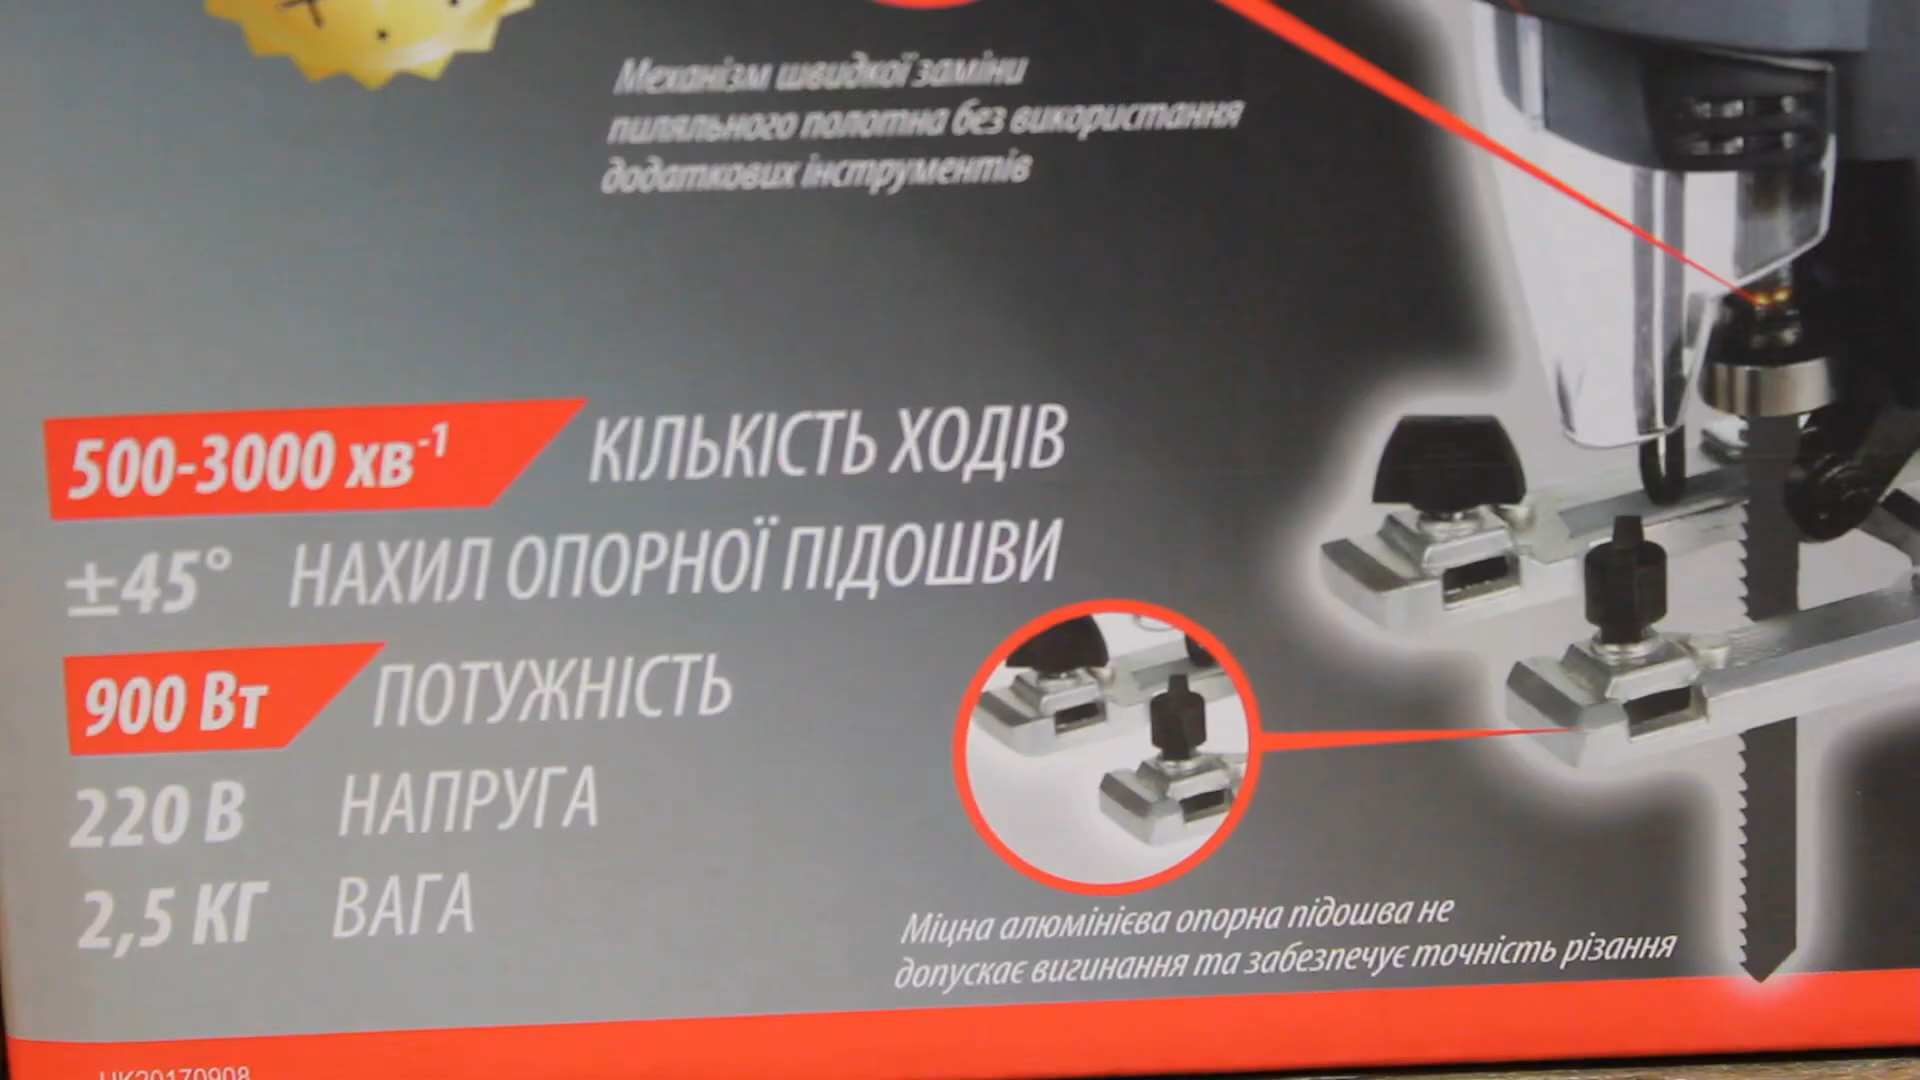 Механізм швидкої заміни
пиляльного полотна без використання
додаткових інструментів
500-3000 хв⁻¹ КІЛЬКІСТЬ ХОДІВ
±45° НАХИЛ ОПОРНОЇ ПІДОШВИ
900 Вт ПОТУЖНІСТЬ
220 В НАПРУГА
2,5 КГ ВАГА
Міцна алюмінієва опорна підошва не
допускає вигинання та забезпечує точність різання